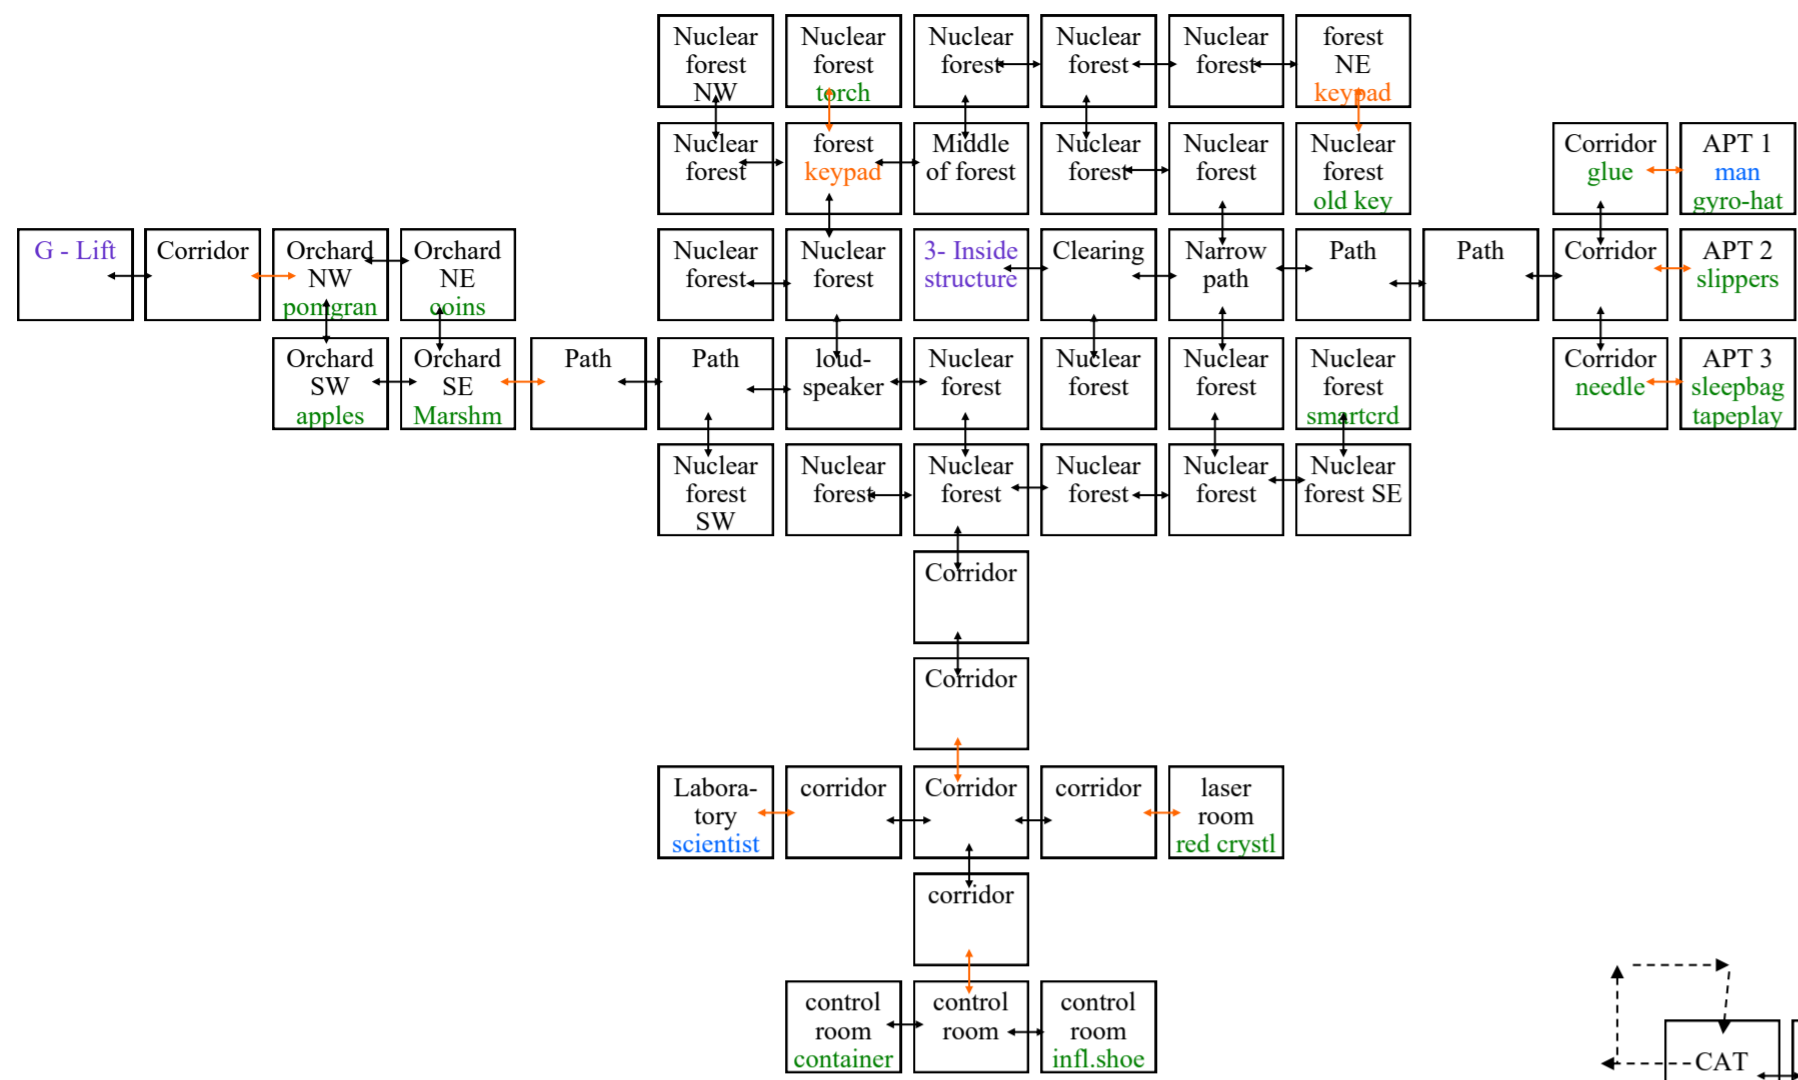 Nuclear
forest
NW
Nuclear
forest
torch
Nuclear
forest
Nuclear
forest
Nuclear
forest
forest
NE
keypad
Nuclear
forest
forest
keypad
Middle
of forest
Nuclear
forest
Nuclear
forest
Nuclear
forest
old key
Corridor
glue
APT 1
man
gyro-hat
G - Lift
Corridor
Orchard
NW
pomgran
Orchard
NE
coins
Nuclear
forest
Nuclear
forest
3- Inside
structure
Clearing
Narrow
path
Path
Path
Corridor
APT 2
slippers
Orchard
SW
apples
Orchard
SE
Marshm
Path
Path
loud-
speaker
Nuclear
forest
Nuclear
forest
Nuclear
forest
Nuclear
forest
smartcrd
Corridor
needle
APT 3
sleepbag
tapeplay
Nuclear
forest
SW
Nuclear
forest
Nuclear
forest
Nuclear
forest
Nuclear
forest
Nuclear
forest SE
Corridor
Corridor
Labora-
tory
scientist
corridor
Corridor
corridor
laser
room
red crystl
corridor
control
room
container
control
room
control
room
infl.shoe
CAT